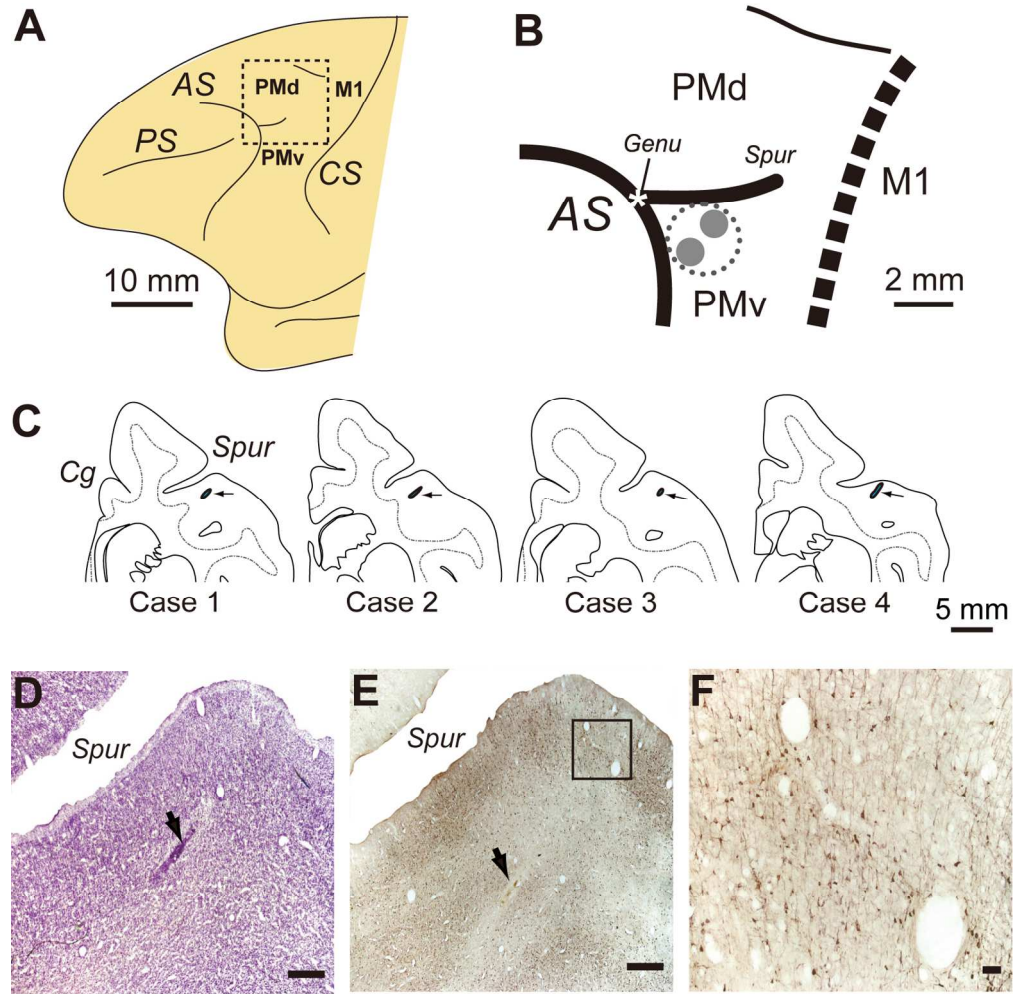 A
AS
PMd
M1
PS
PMv
CS
10 mm
B
PMd
Genu
Spur
*
AS
M1
PMv
2 mm
C
Cg
Spur
Case 1
Case 2
Case 3
Case 4
5 mm
D
Spur
E
Spur
F